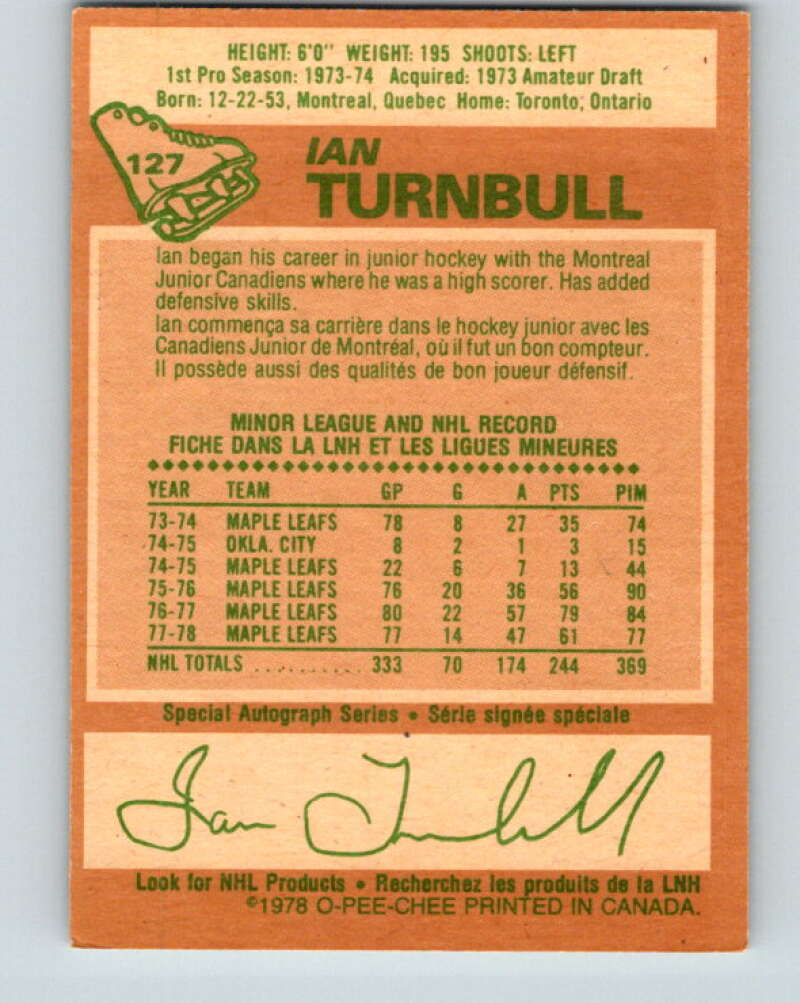 HEIGHT: 6'0" WEIGHT: 195 SHOOTS: LEFT
1st Pro Season: 1973-74 Acquired: 1973 Amateur Draft
Born: 12-22-53, Montreal, Quebec Home: Toronto, Ontario
127
IAN
TURNBULL
Ian began his career in junior hockey with the Montreal
Junior Canadiens where he was a high scorer. Has added
defensive skills.
Ian commença sa carrière dans le hockey junior avec les
Canadiens Junior de Montréal, où il fut un bon compteur.
Il possède aussi des qualités de bon joueur défensif.
MINOR LEAGUE AND NHL RECORD
FICHE DANS LA LNH ET LES LIGUES MINEURES
YEAR TEAM GP G A PTS PIM
73-74 MAPLE LEAFS 78 8 27 35 74
74-75 OKLA. CITY 8 2 1 3 15
74-75 MAPLE LEAFS 22 6 7 13 44
75-76 MAPLE LEAFS 76 20 36 56 90
76-77 MAPLE LEAFS 80 22 57 79 84
77-78 MAPLE LEAFS 77 14 47 61 77
NHL TOTALS .......... 333 70 174 244 369
Special Autograph Series • Série signée spéciale
Ian Turnbull
Look for NHL Products • Recherchez les produits de la LNH
©1978 O-PEE-CHEE PRINTED IN CANADA.